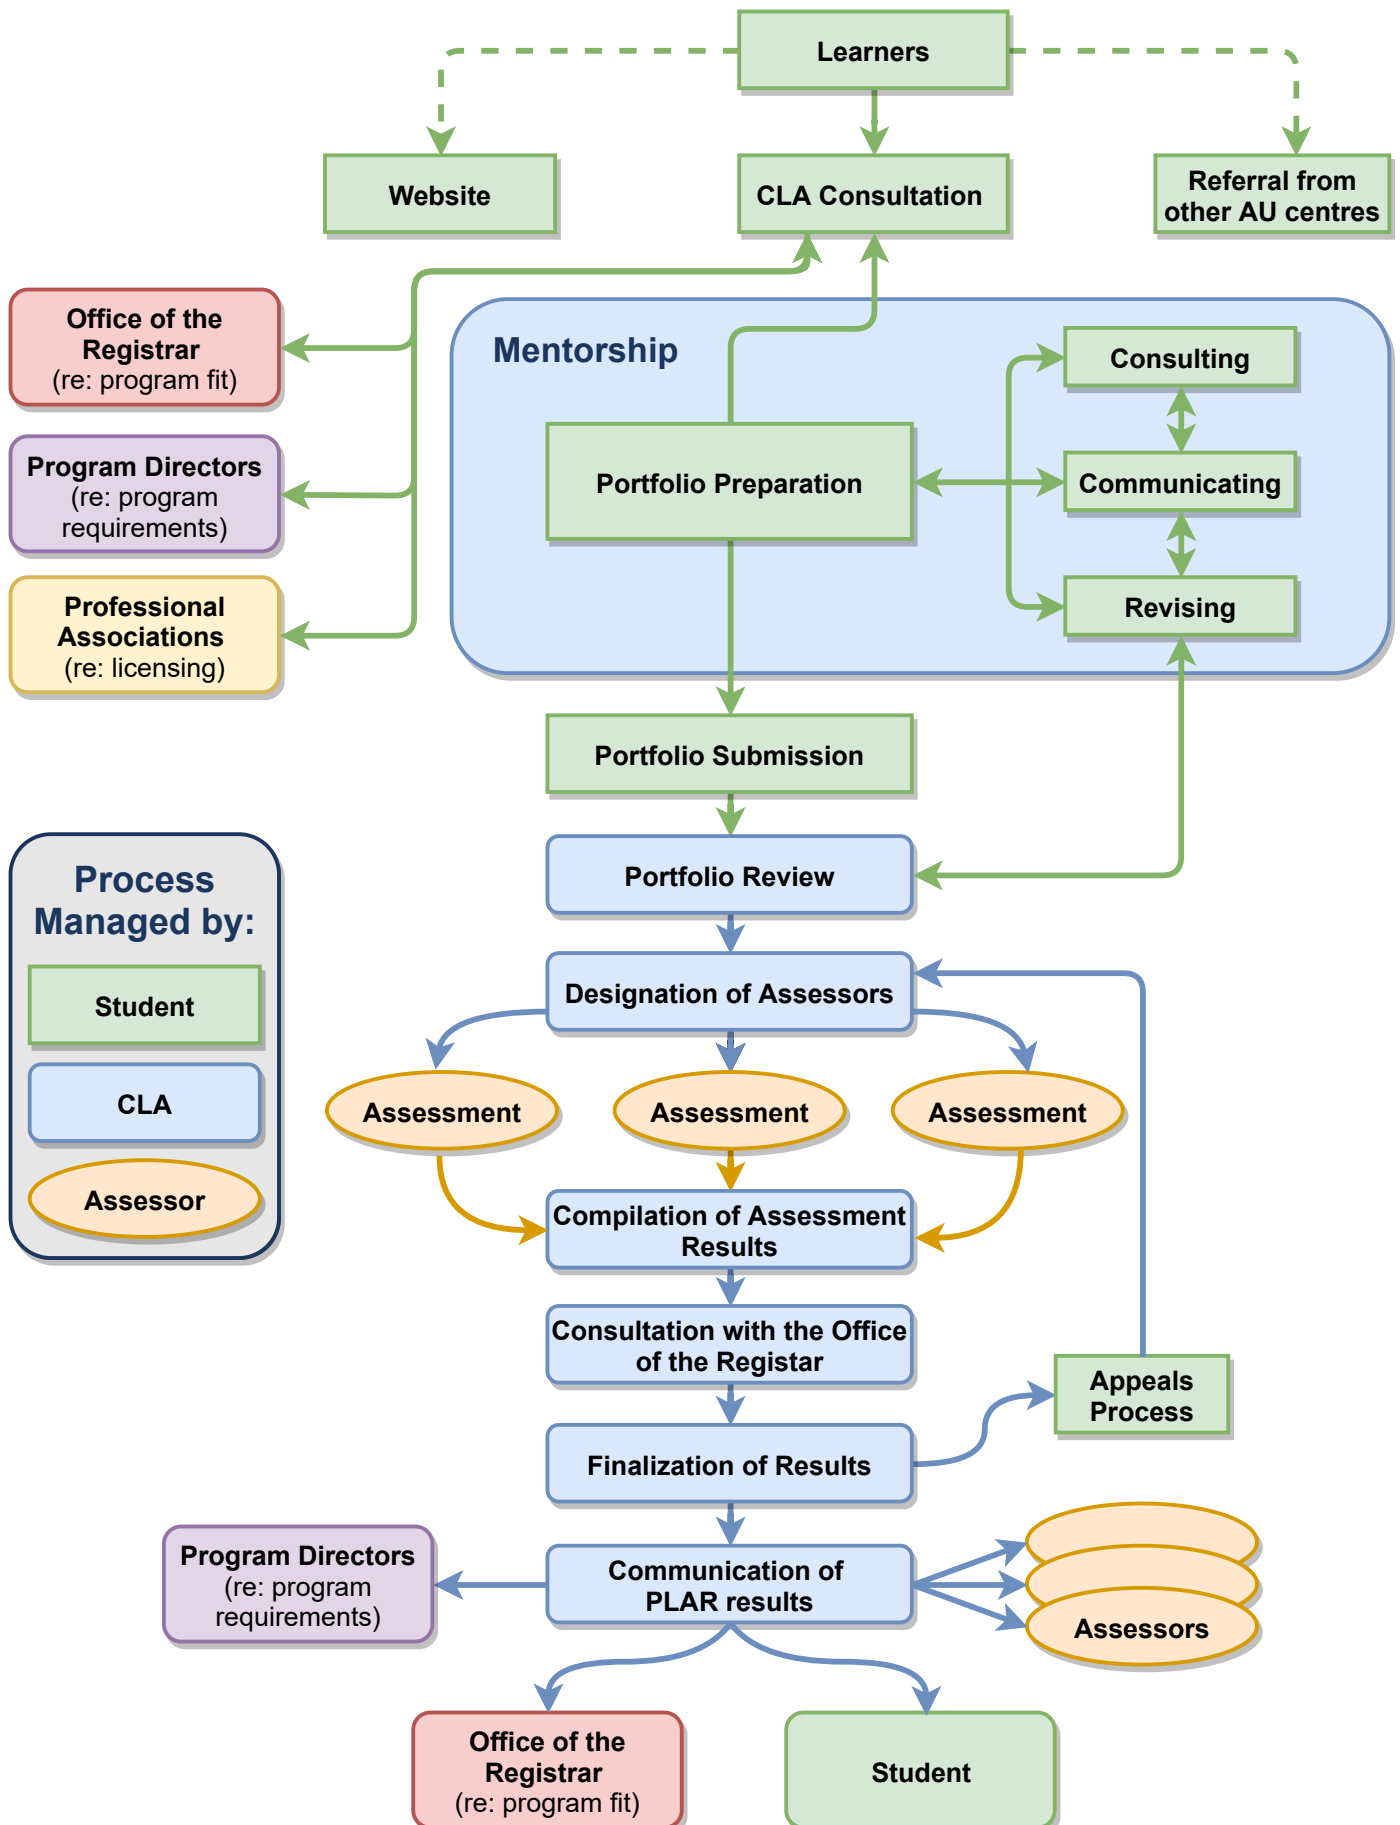 Learners
Website
CLA Consultation
Referral from
other AU centres
Office of the
Registrar
(re: program fit)
Program Directors
(re: program
requirements)
Professional
Associations
(re: licensing)
Mentorship
Portfolio Preparation
Consulting
Communicating
Revising
Portfolio Submission
Portfolio Review
Process
Managed by:
Student
CLA
Assessor
Designation of Assessors
Assessment
Assessment
Assessment
Compilation of Assessment
Results
Consultation with the Office
of the Registar
Appeals
Process
Finalization of Results
Program Directors
(re: program
requirements)
Communication of
PLAR results
Assessors
Office of the
Registrar
(re: program fit)
Student